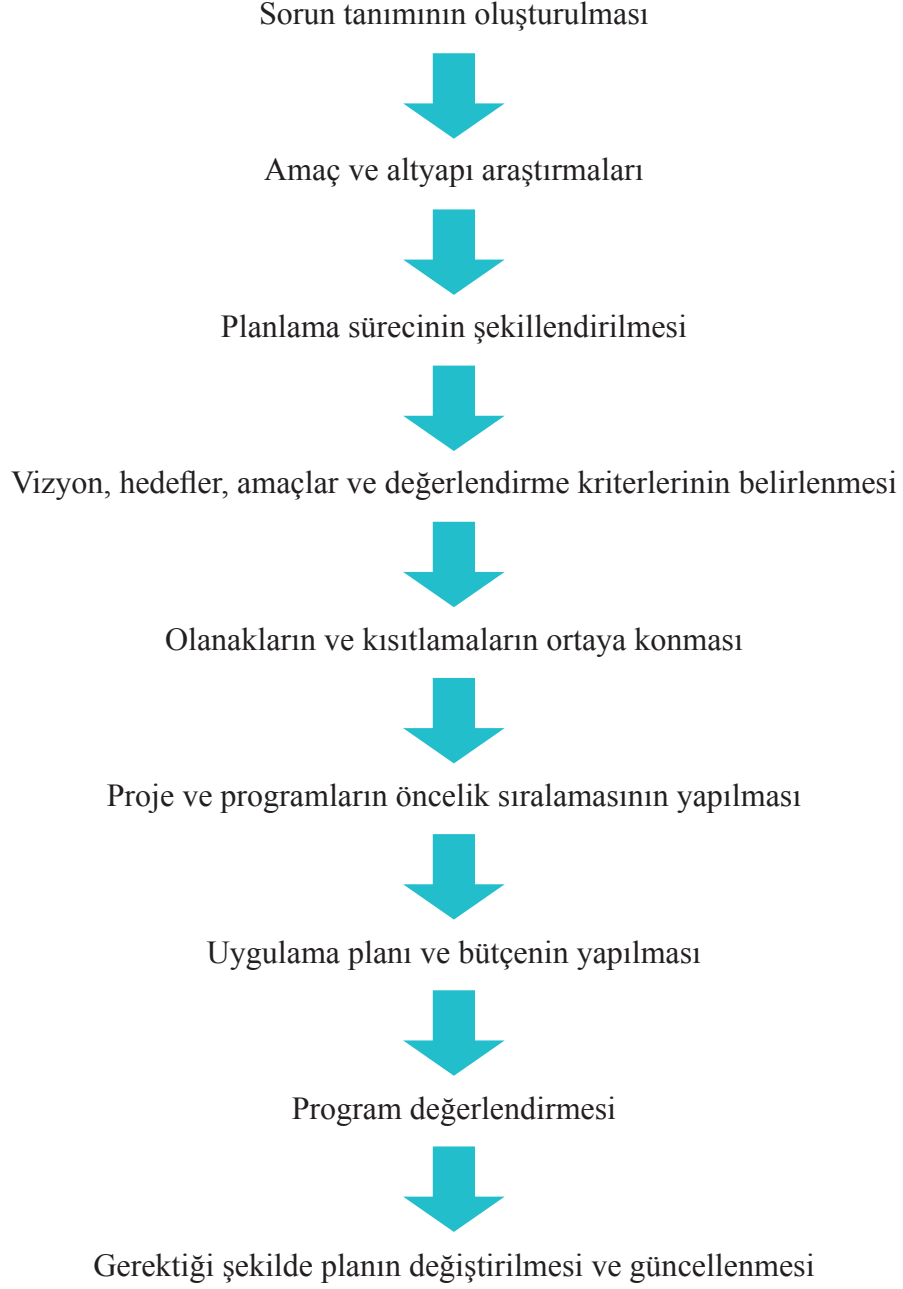 Sorun tanımının oluşturulması
Amaç ve altyapı araştırmaları
Planlama sürecinin şekillendirilmesi
Vizyon, hedefler, amaçlar ve değerlendirme kriterlerinin belirlenmesi
Olanakların ve kısıtlamaların ortaya konması
Proje ve programların öncelik sıralamasının yapılması
Uygulama planı ve bütçenin yapılması
Program değerlendirmesi
Gerektiği şekilde planın değiştirilmesi ve güncellenmesi